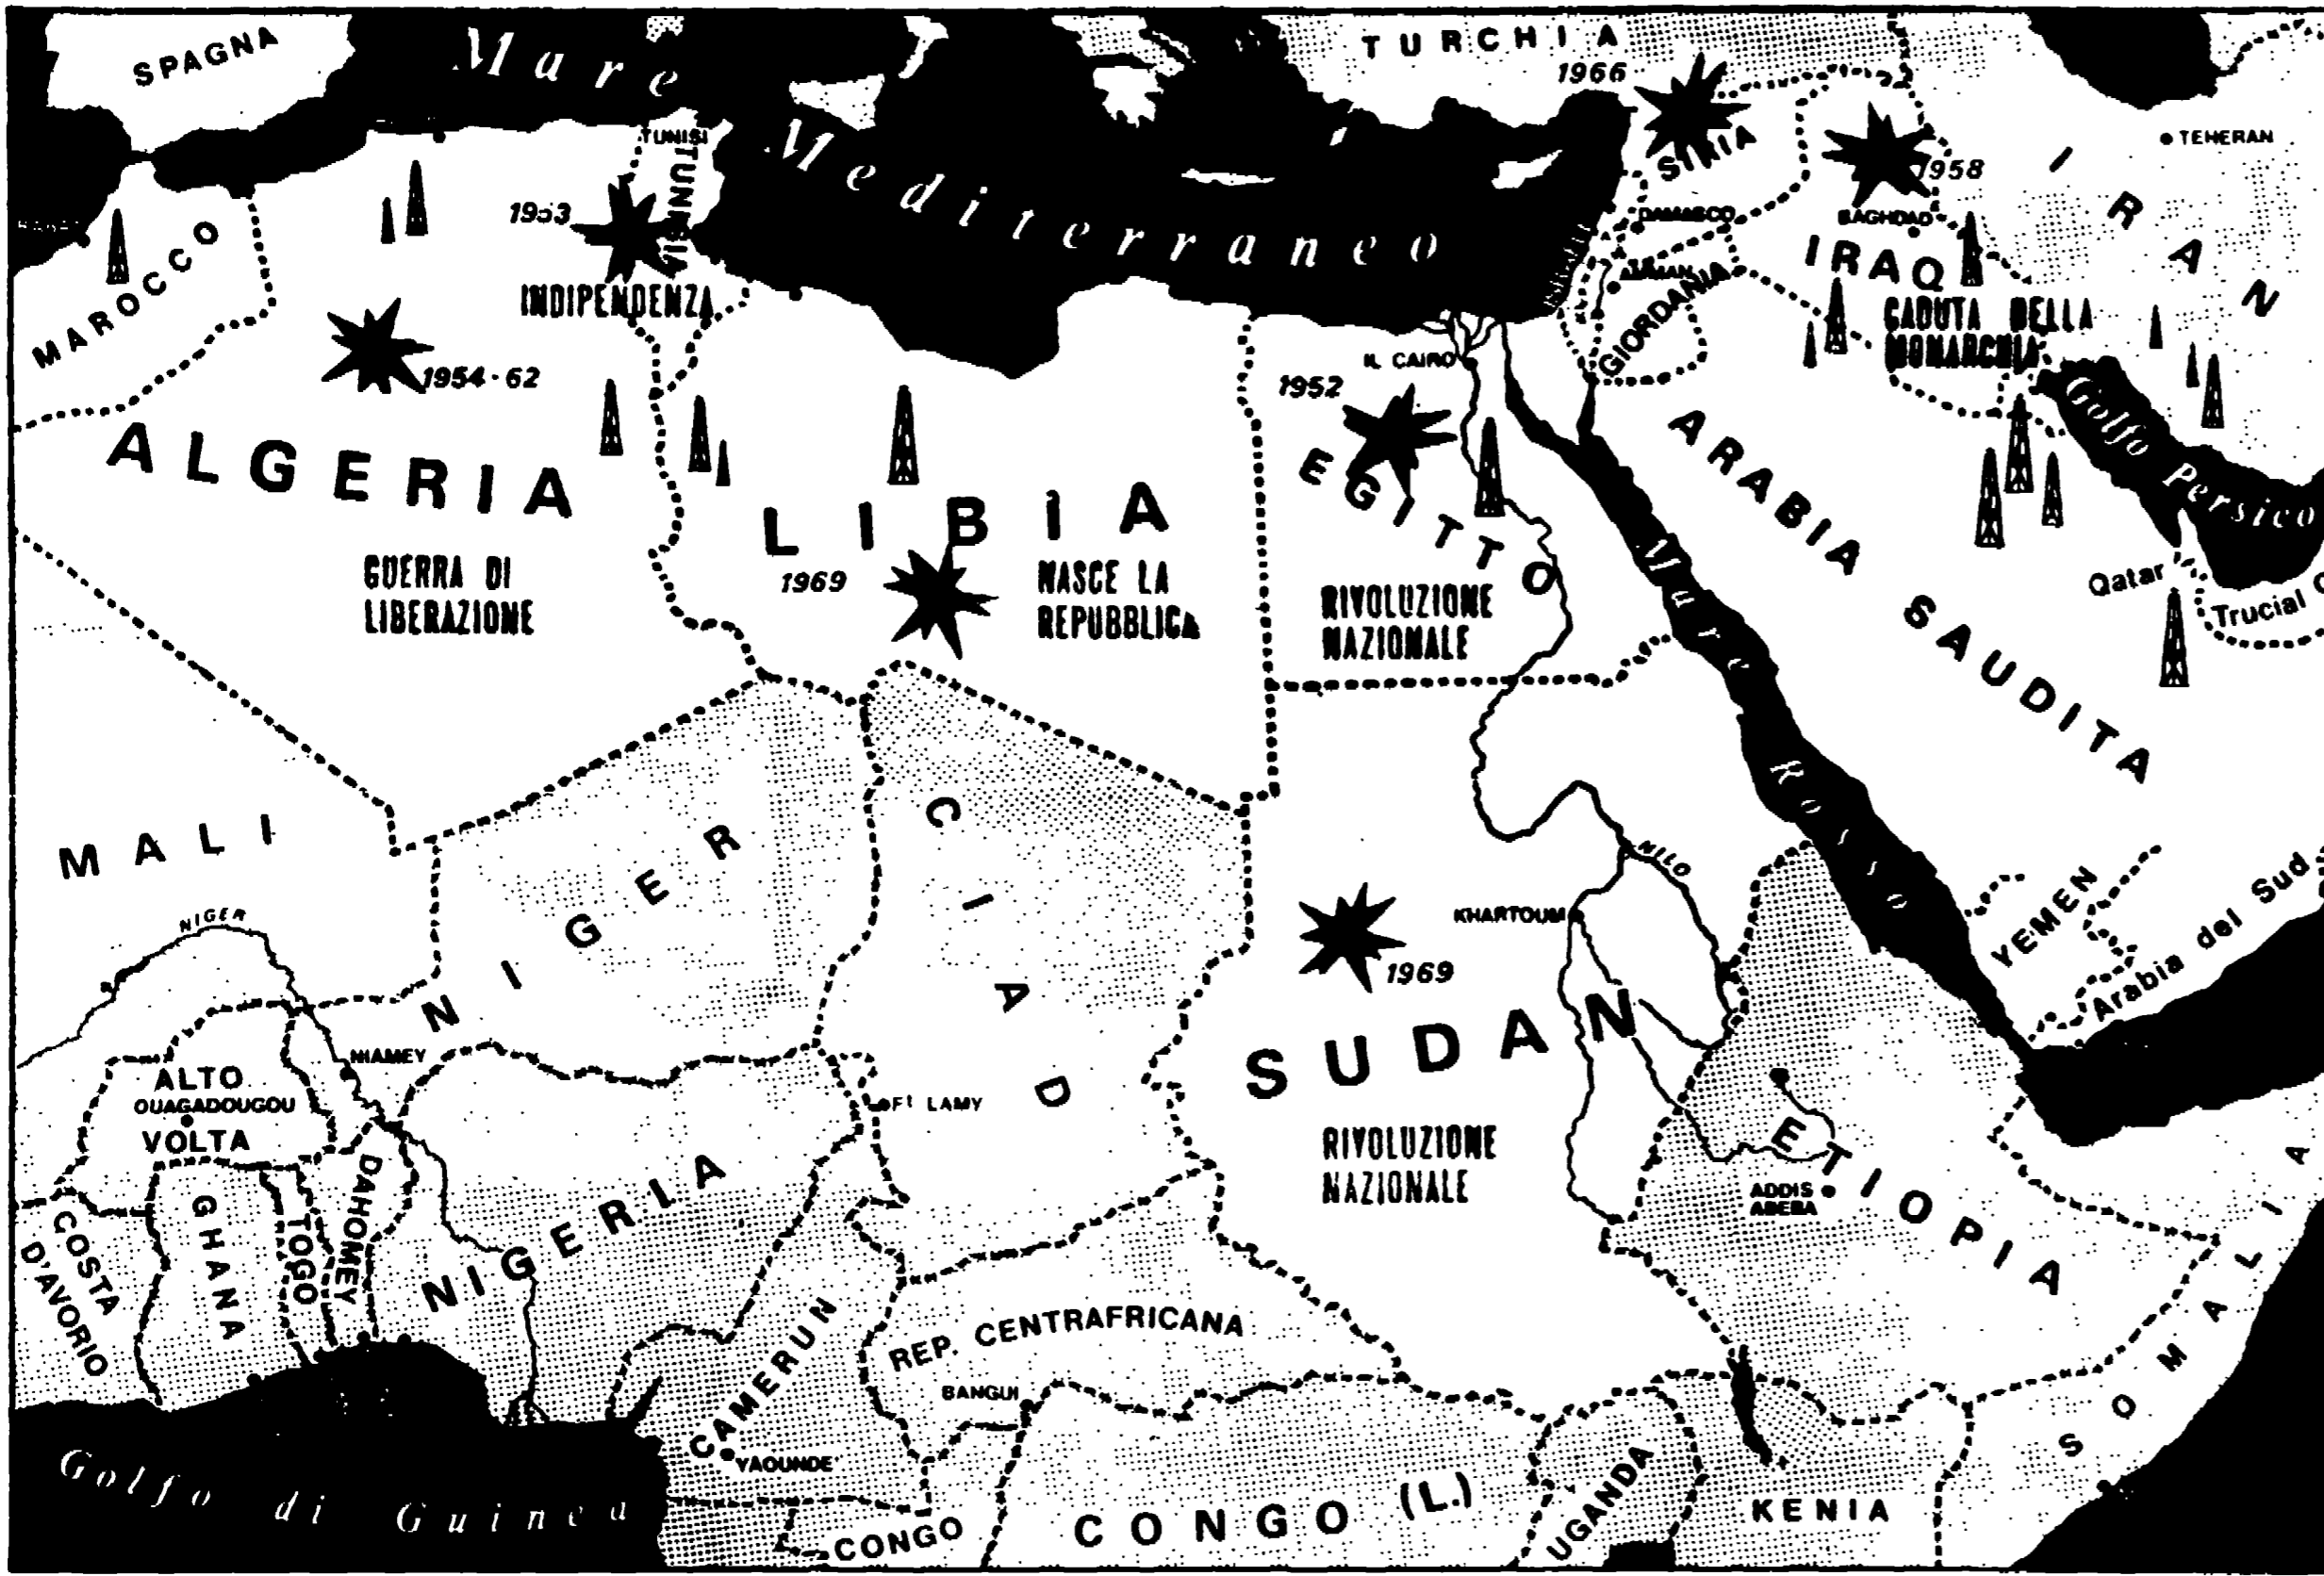 SPAGNA
Mare
Mediterraneo
TURCHIA
1966
SIRIA
DAMASCO
1958
BAGHDAD
IRAQ
CADUTA DELLA
MONARCHIA
TEHERAN
IRAN
TUNISI
TUNISIA
1953
INDIPENDENZA
MAROCCO
1954-62
ALGERIA
GUERRA DI
LIBERAZIONE
LIBIA
1969
NASCE LA
REPUBBLICA
IL CAIRO
1952
EGITTO
RIVOLUZIONE
NAZIONALE
AMMAN
GIORDANIA
ARABIA SAUDITA
Golfo Persico
Qatar
Trucial
Mare Rosso
MALI
NIGER
NIGER
CIAD
NILO
KHARTOUM
1969
SUDAN
RIVOLUZIONE
NAZIONALE
YEMEN
Arabia del Sud
NIAMEY
ALTO
OUAGADOUGOU
VOLTA
Ft LAMY
COSTA
D'AVORIO
GHANA
TOGO
DAHOMEY
NIGERIA
ETIOPIA
ADDIS
ABEBA
SOMALIA
CAMERUN
YAOUNDE
REP. CENTRAFRICANA
BANGUI
Golfo di Guinea
CONGO
CONGO (L.)
UGANDA
KENIA